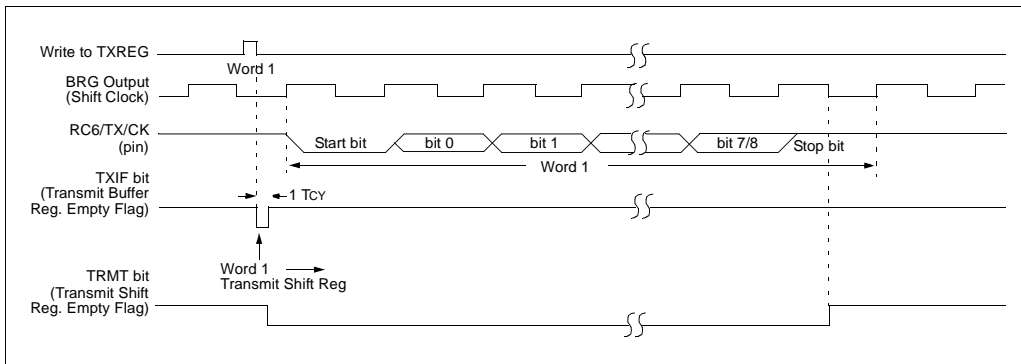 Write to TXREG
Word 1
BRG Output
(Shift Clock)
RC6/TX/CK
(pin)
Start bit
bit 0
bit 1
bit 7/8
Stop bit
Word 1
TXIF bit
(Transmit Buffer
Reg. Empty Flag)
1 TCY
Word 1
Transmit Shift Reg
TRMT bit
(Transmit Shift
Reg. Empty Flag)